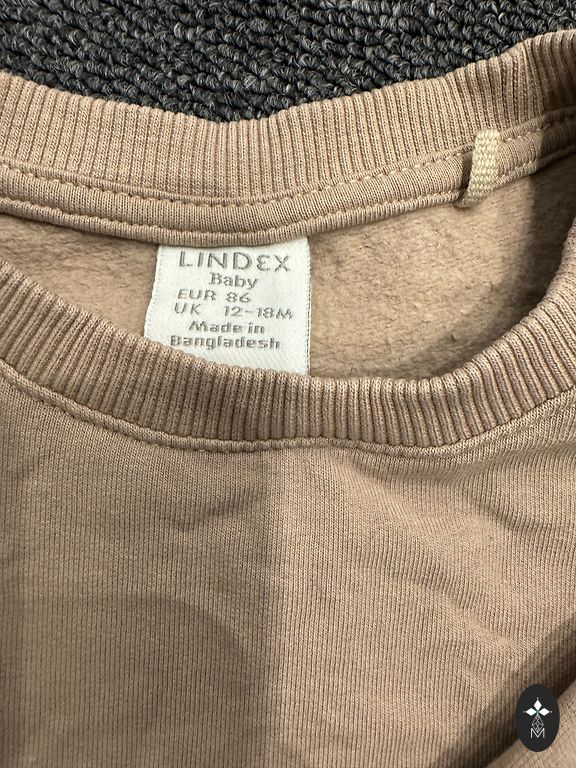 LINDEX
Baby
EUR 86
UK 12-18M
Made in
Bangladesh